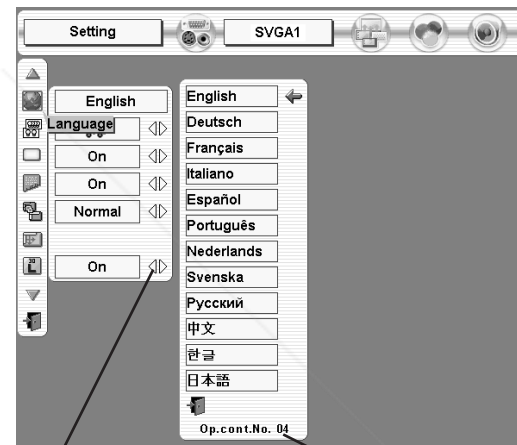 Setting
SVGA1
English
Language
On
On
Normal
On
English
Deutsch
Français
Italiano
Español
Português
Nederlands
Svenska
Русский
中文
한글
日本語
Op.cont.No. 04